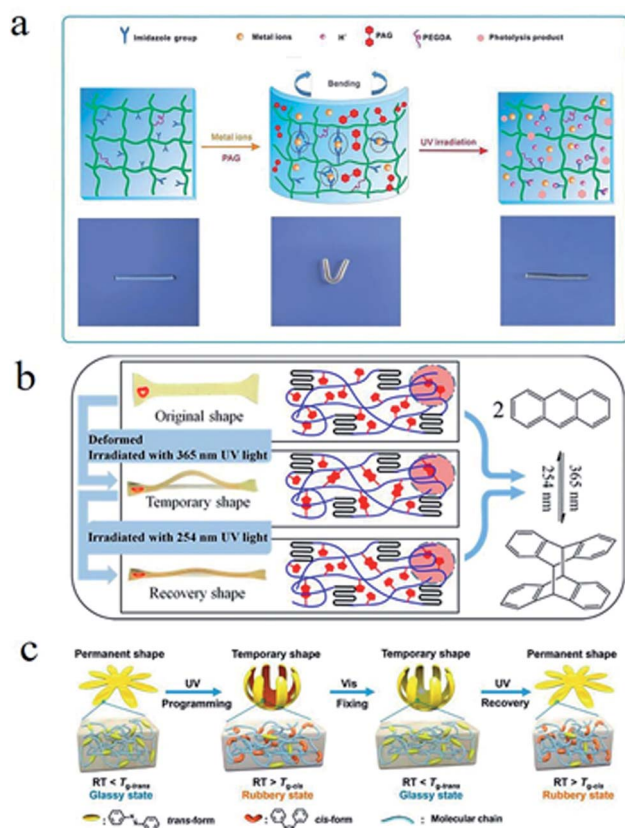 a
Imidazole group Metal ions H⁺ PAG PEGDA Photolysis product
Bending
Metal ions
PAG
UV irradiation
b
Original shape
Deformed
Irradiated with 365 nm UV light
Temporary shape
Irradiated with 254 nm UV light
Recovery shape
2
254 nm
365 nm
c
Permanent shape Temporary shape Temporary shape Permanent shape
UV Vis UV
Programming Fixing Recovery
RT < Tg-trans RT > Tg-cis RT < Tg-trans RT > Tg-cis
Glassy state Rubbery state Glassy state Rubbery state
: trans-form : cis-form : Molecular chain